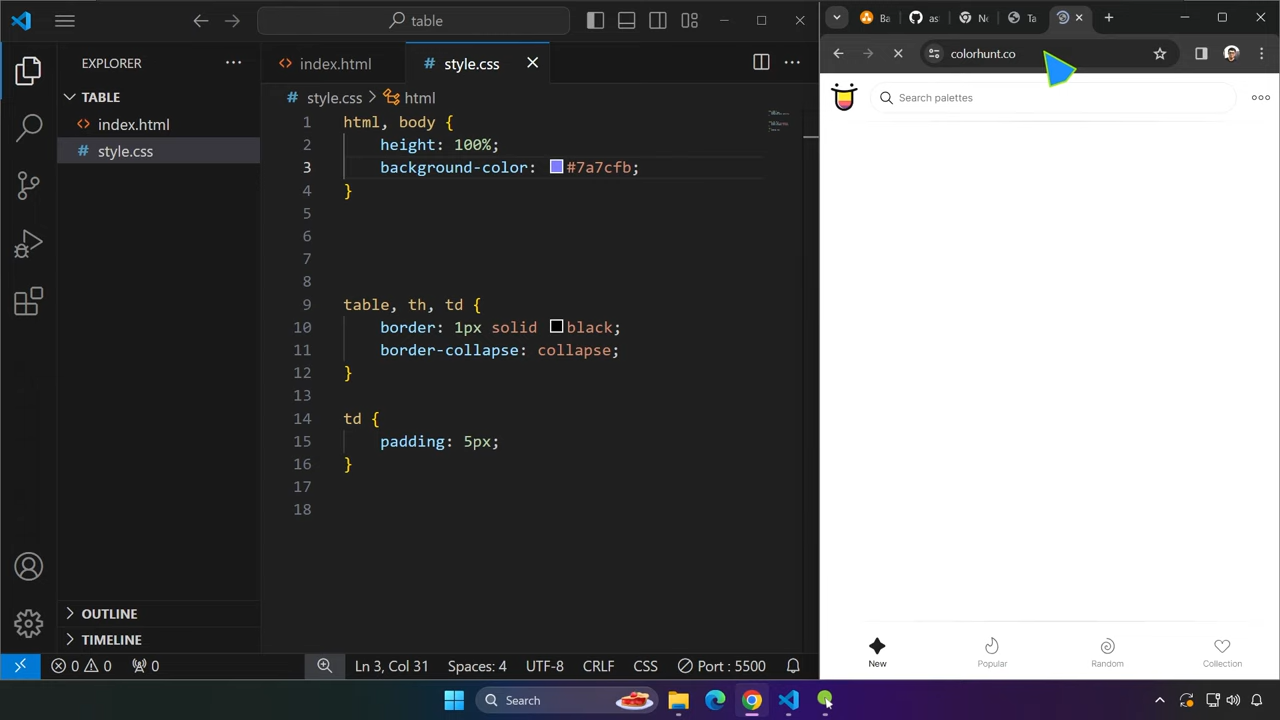 table
EXPLORER
index.html
style.css
TABLE
index.html
style.css
OUTLINE
TIMELINE
style.css
html
1 html, body {
2 height: 100%;
3 background-color: #7a7cfb;
4 }
5
6
7
8
9 table, th, td {
10 border: 1px solid black;
11 border-collapse: collapse;
12 }
13
14 td {
15 padding: 5px;
16 }
17
18
0 0 0 Ln 3, Col 31 Spaces: 4 UTF-8 CRLF CSS Port : 5500
Ba as Ne Ta
colorhunt.co
Search palettes
New Popular Random Collection
Search